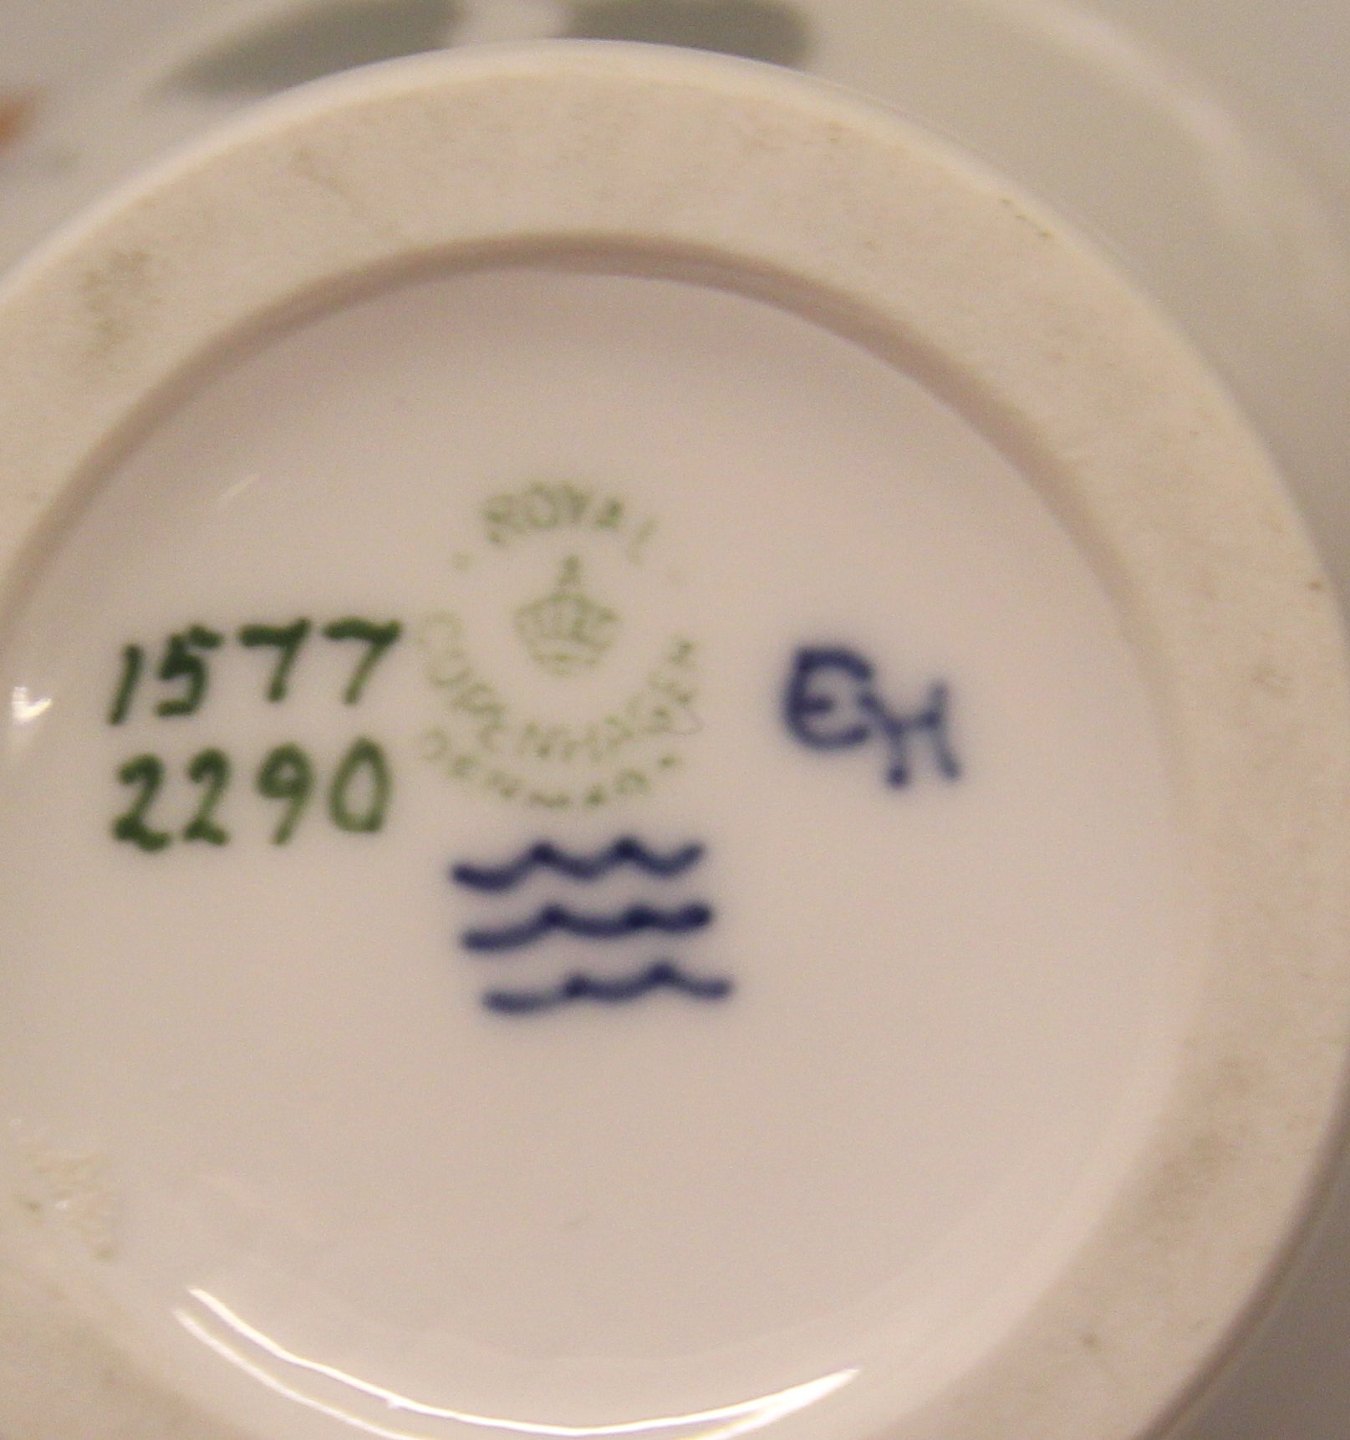 ROYAL
COPENHAGEN
DENMARK
1577
2290
EH